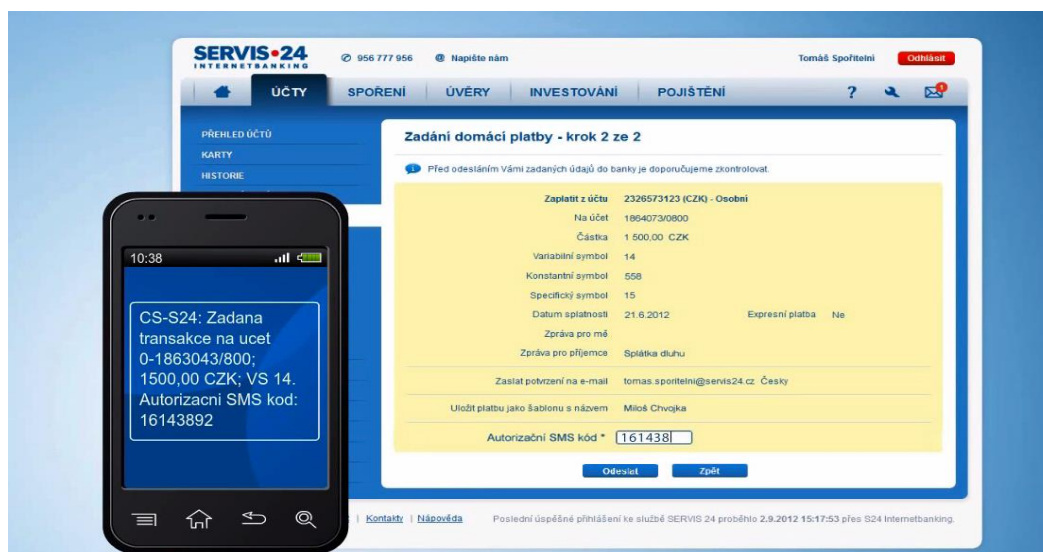 SERVIS 24
INTERNETBANKING
956 777 956
@ Napište nám
Tomáš Spořitelní
Odhlásit
ÚČTY
SPOŘENÍ
ÚVĚRY
INVESTOVÁNÍ
POJIŠTĚNÍ
?
1
PŘEHLED ÚČTŮ
KARTY
HISTORIE
Zadání domácí platby - krok 2 ze 2
Před odesláním Vámi zadaných údajů do banky je doporučujeme zkontrolovat.
Zaplatit z účtu 2326573123 (CZK) - Osobní
Na účet 1864073/0800
Částka 1 500,00 CZK
Variabilní symbol 14
Konstantní symbol 558
Specifický symbol 15
Datum splatnosti 21.6.2012 Expresní platba Ne
Zpráva pro mě
Zpráva pro příjemce Splátka dluhu
Zaslat potvrzení na e-mail tomas.sporitelni@servis24.cz Česky
Uložit platbu jako šablonu s názvem Miloš Chvojka
Autorizační SMS kód * 161438
Odeslat Zpět
10:38
CS-S24: Zadana
transakce na ucet
0-1863043/800;
1500,00 CZK; VS 14.
Autorizacni SMS kod:
16143892
| Kontakty | Nápověda
Poslední úspěšné přihlášení ke službě SERVIS 24 proběhlo 2.9.2012 15:17:53 přes S24 Internetbanking.